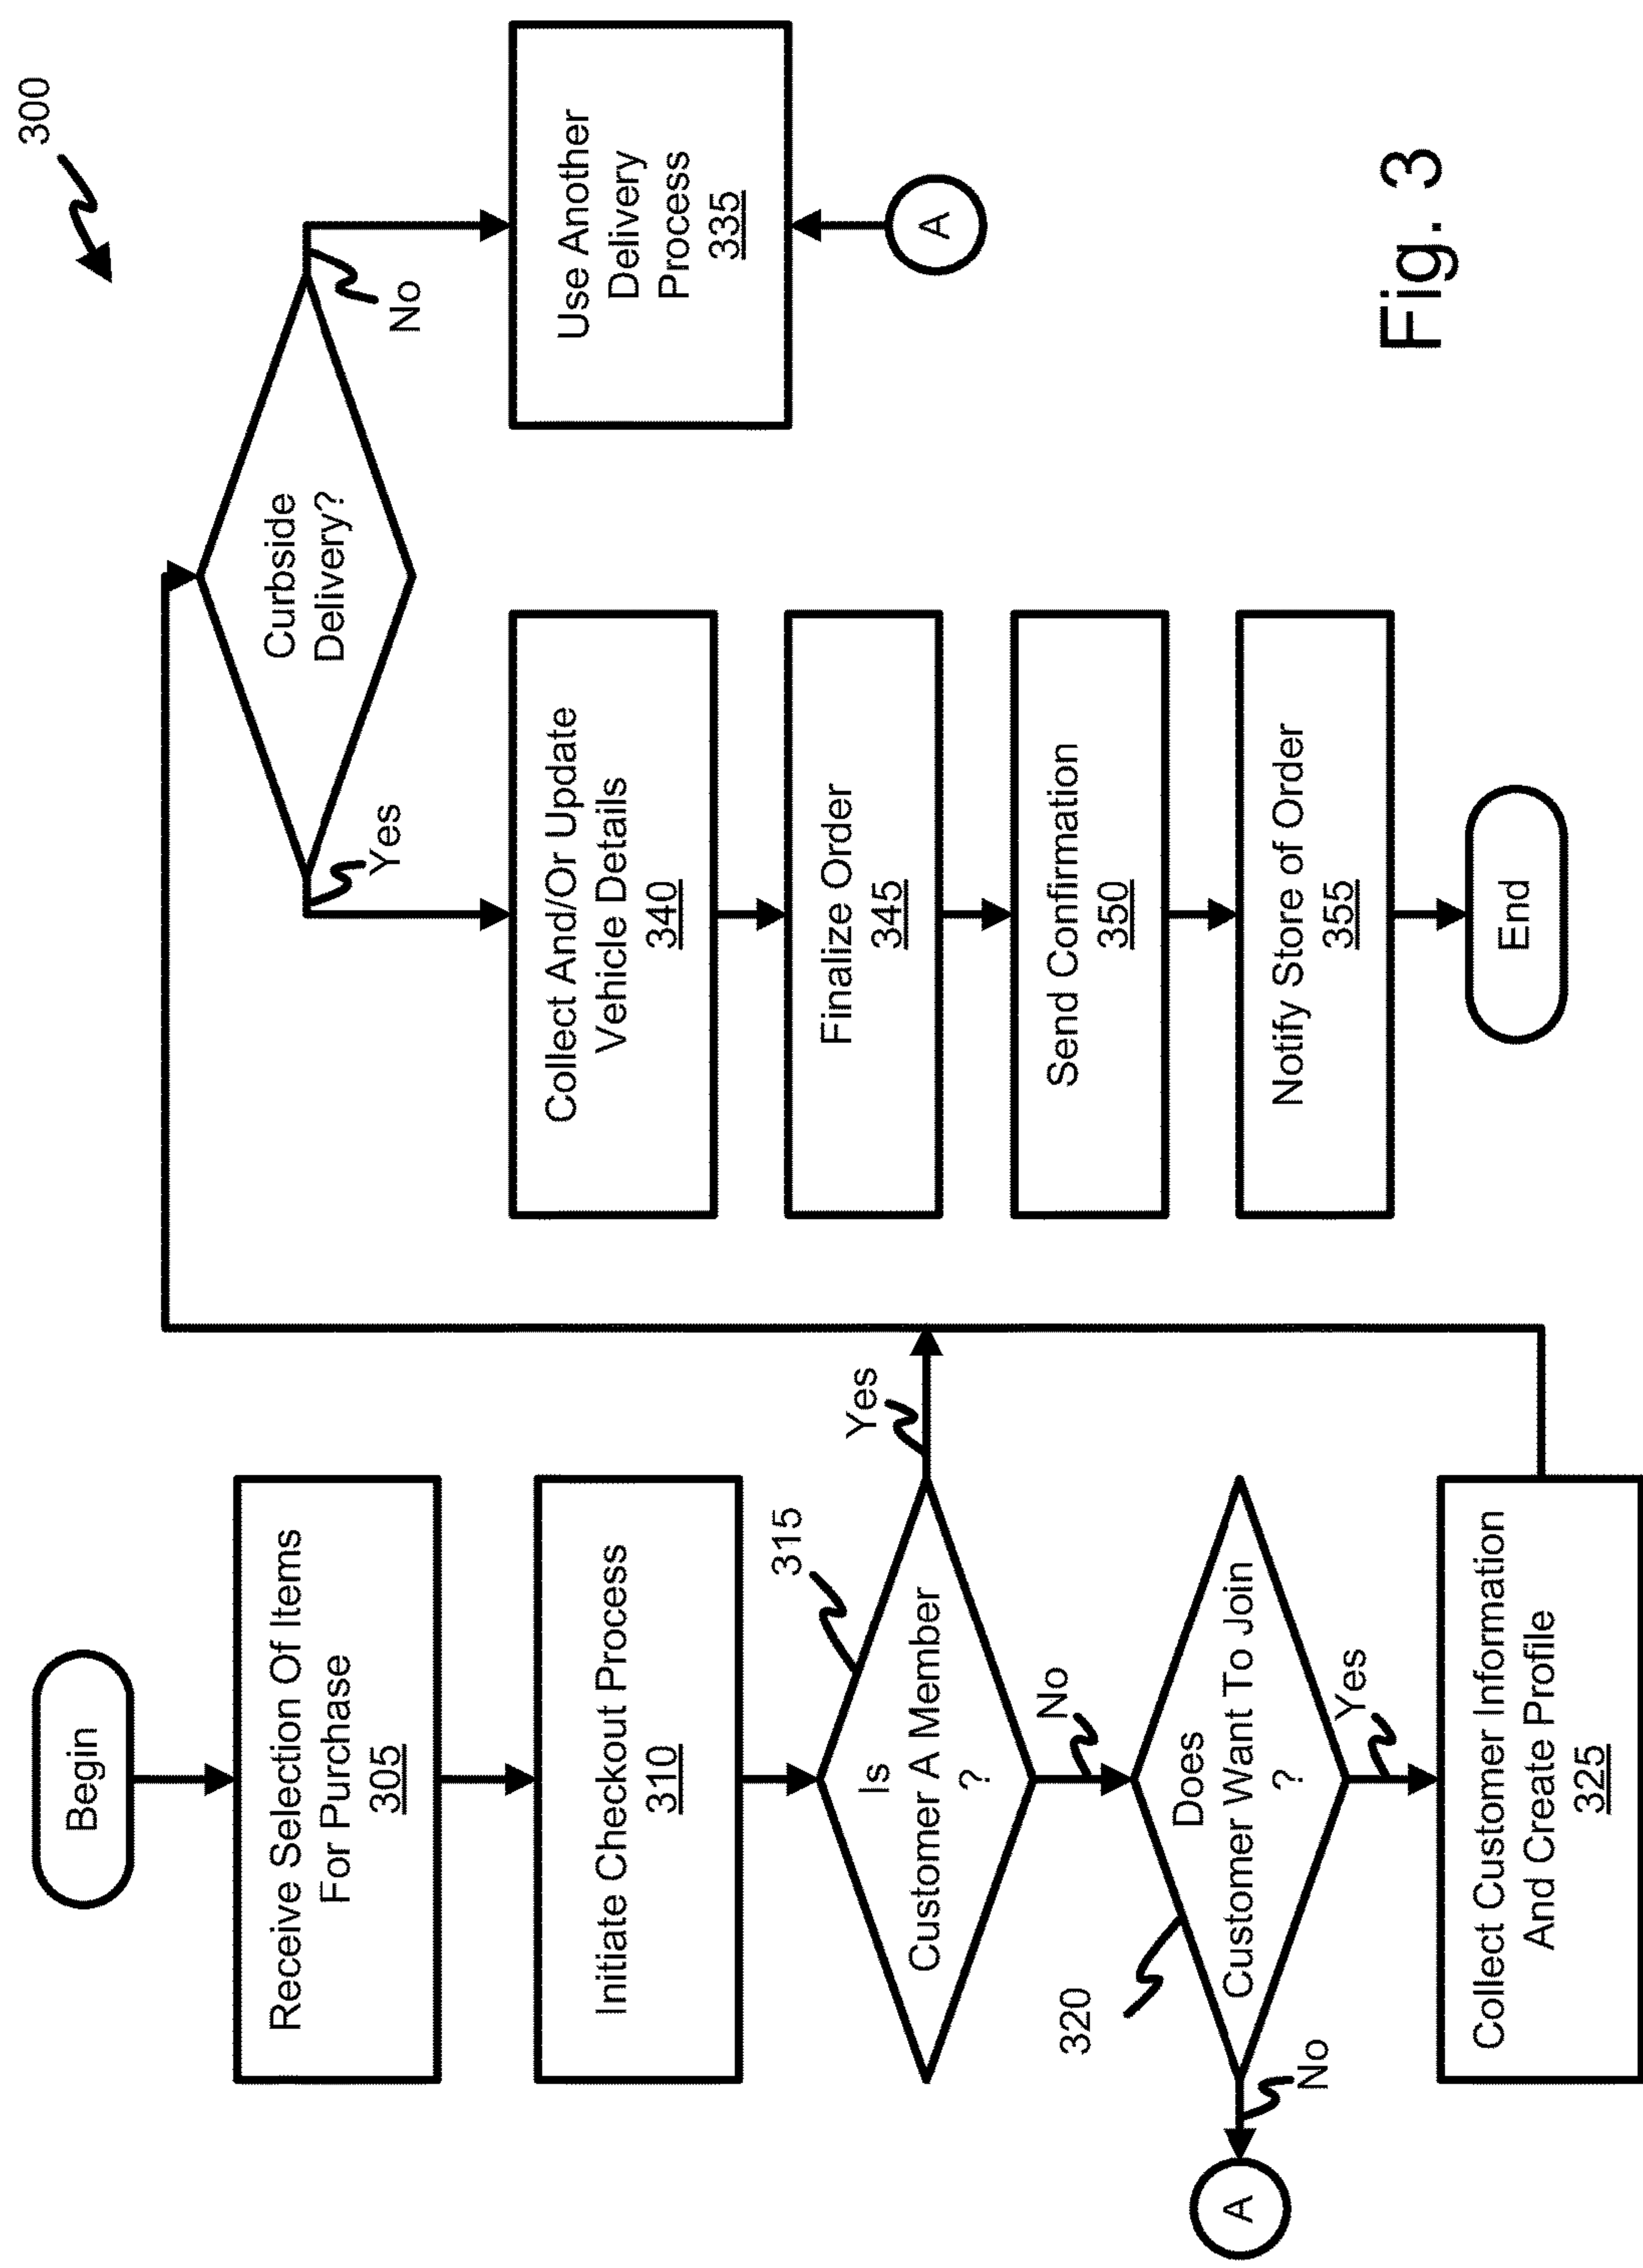 300
Begin
Receive Selection Of Items
For Purchase
305
Initiate Checkout Process
310
315
Is
Customer A Member
?
Yes
No
320
Does
Customer Want To Join
?
No
A
Yes
Collect Customer Information
And Create Profile
325
Curbside
Delivery?
Yes
No
Collect And/Or Update
Vehicle Details
340
Finalize Order
345
Send Confirmation
350
Notify Store of Order
355
End
Use Another
Delivery
Process
335
A
Fig. 3